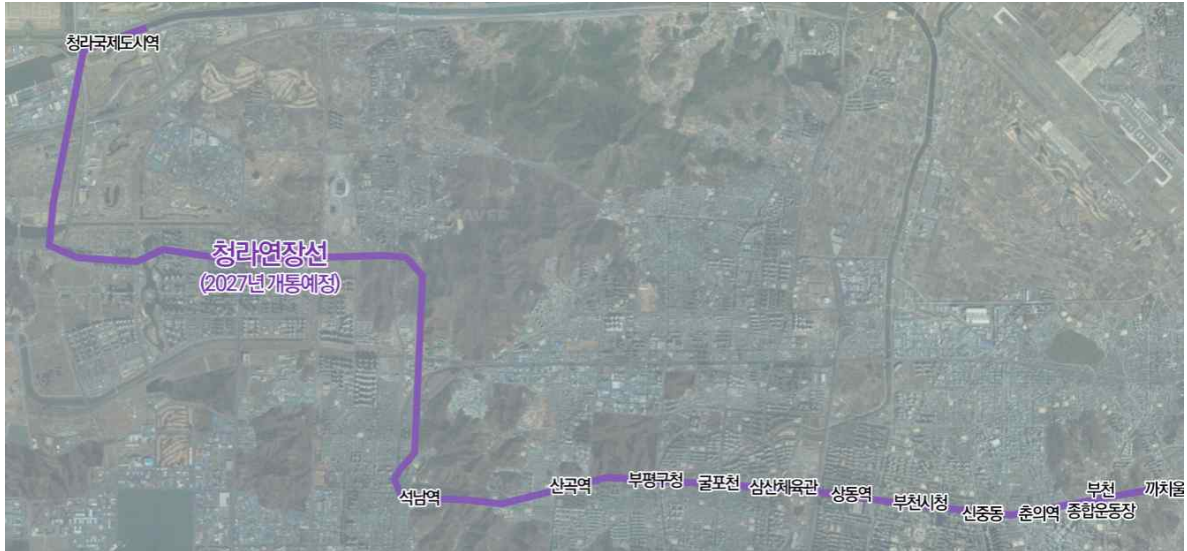 청라국제도시역
청라연장선
(2027년 개통예정)
석남역
산곡역
부평구청
굴포천
삼산체육관
상동역
부천시청
신중동
춘의역
부천
종합운동장
까치울